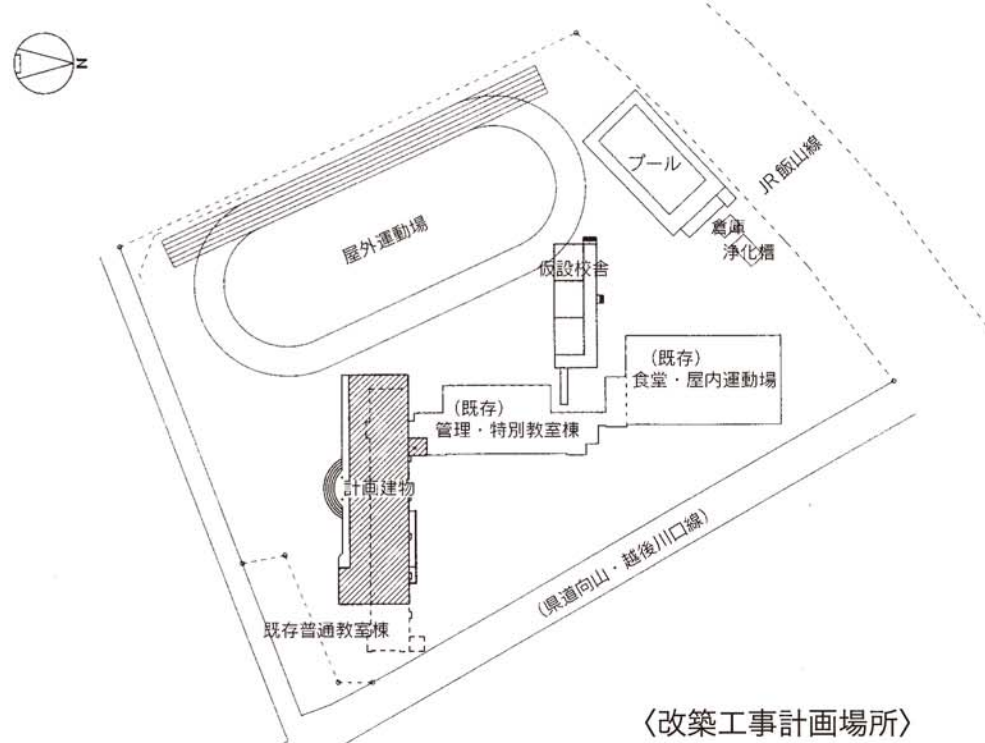 N
プール
JR飯山線
倉庫
浄化槽
屋外運動場
仮設校舎
(既存)
食堂・屋内運動場
(既存)
管理・特別教室棟
計画建物
(県道向山・越後川口線)
既存普通教室棟
〈改築工事計画場所〉